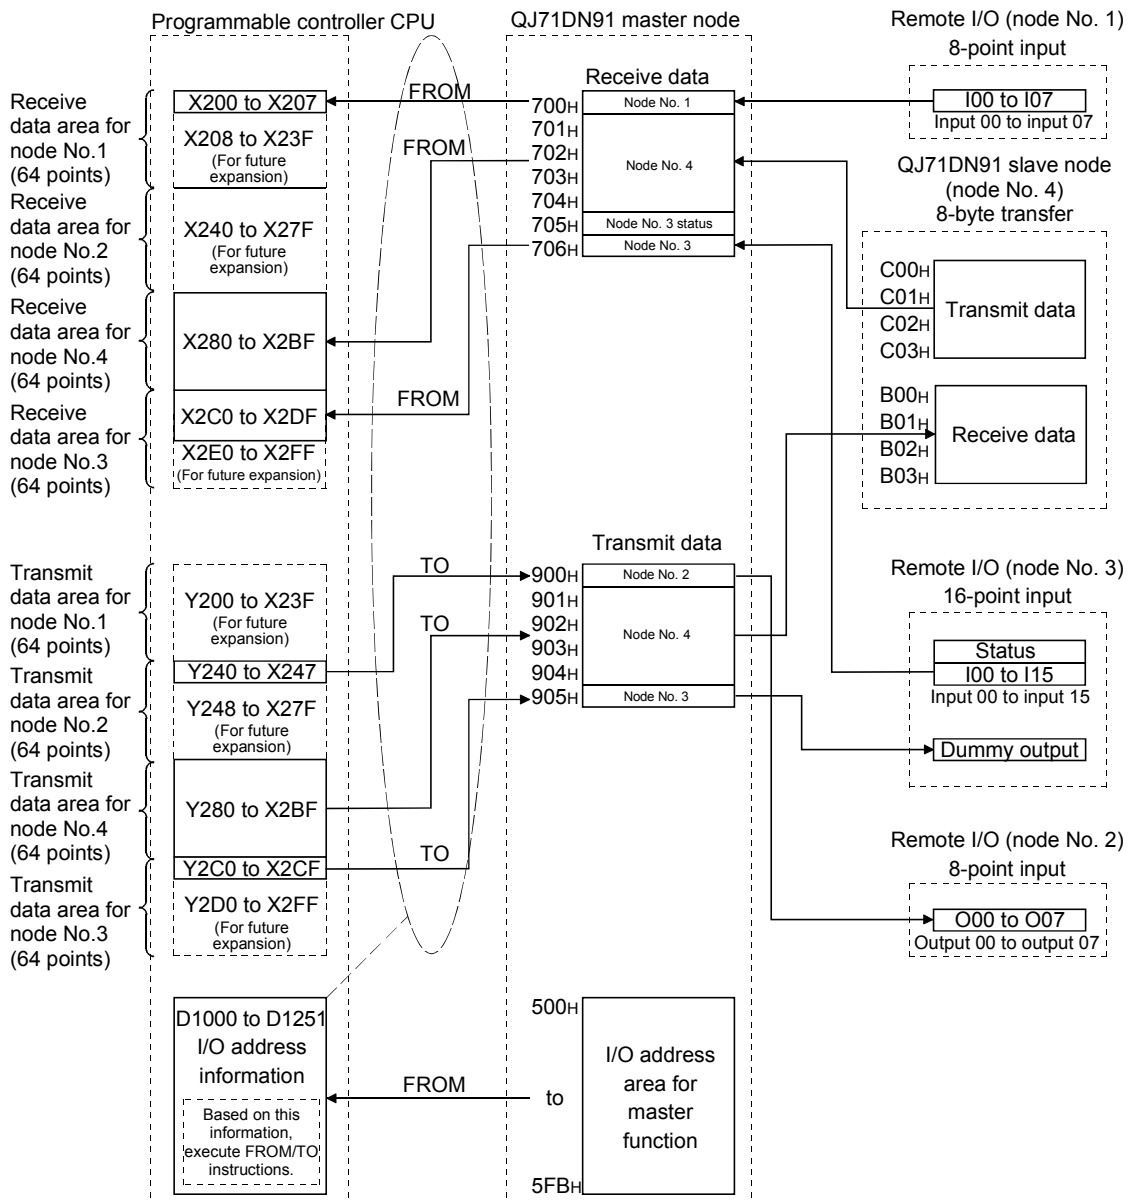 Programmable controller CPU
QJ71DN91 master node
Remote I/O (node No. 1)
8-point input
Receive data
Receive
data area for
node No.1
(64 points)
X200 to X207
FROM
700H
Node No. 1
I00 to I07
Input 00 to input 07
X208 to X23F
(For future
expansion)
FROM
701H
702H
703H
704H
Node No. 4
QJ71DN91 slave node
(node No. 4)
8-byte transfer
Receive
data area for
node No.2
(64 points)
X240 to X27F
(For future
expansion)
705H
Node No. 3 status
706H
Node No. 3
C00H
C01H
C02H
C03H
Transmit data
Receive
data area for
node No.4
(64 points)
X280 to X2BF
B00H
B01H
B02H
B03H
Receive data
Receive
data area for
node No.3
(64 points)
X2C0 to X2DF
FROM
X2E0 to X2FF
(For future expansion)
Transmit data
Transmit
data area for
node No.1
(64 points)
Y200 to X23F
(For future
expansion)
TO
900H
Node No. 2
901H
902H
903H
904H
Node No. 4
TO
905H
Node No. 3
Remote I/O (node No. 3)
16-point input
Status
I00 to I15
Input 00 to input 15
Dummy output
Transmit
data area for
node No.2
(64 points)
Y240 to X247
Y248 to X27F
(For future
expansion)
Transmit
data area for
node No.4
(64 points)
Y280 to X2BF
Remote I/O (node No. 2)
8-point input
O00 to O07
Output 00 to output 07
Transmit
data area for
node No.3
(64 points)
Y2C0 to X2CF
TO
Y2D0 to X2FF
(For future
expansion)
D1000 to D1251
I/O address
information
Based on this
information,
execute FROM/TO
instructions.
FROM
500H
to
5FBH
I/O address
area for
master
function